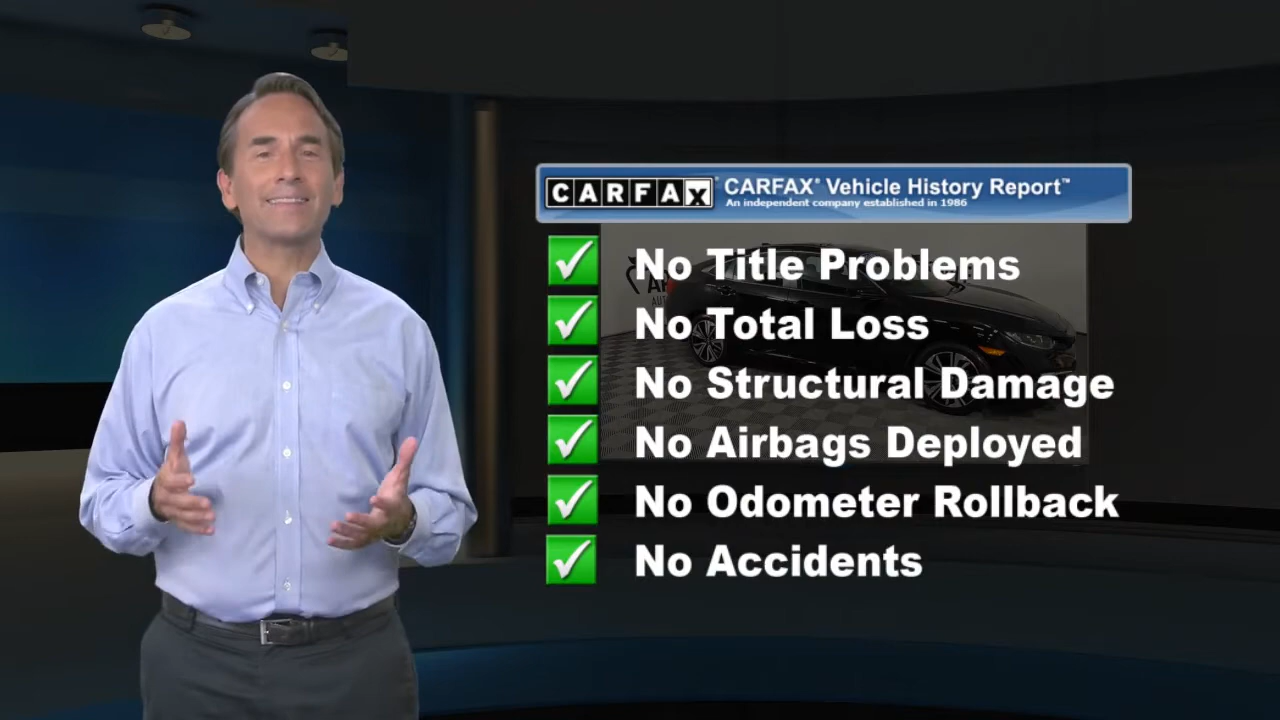 CARFAX® CARFAX® Vehicle History Report™
An independent company established in 1986
No Title Problems
No Total Loss
No Structural Damage
No Airbags Deployed
No Odometer Rollback
No Accidents